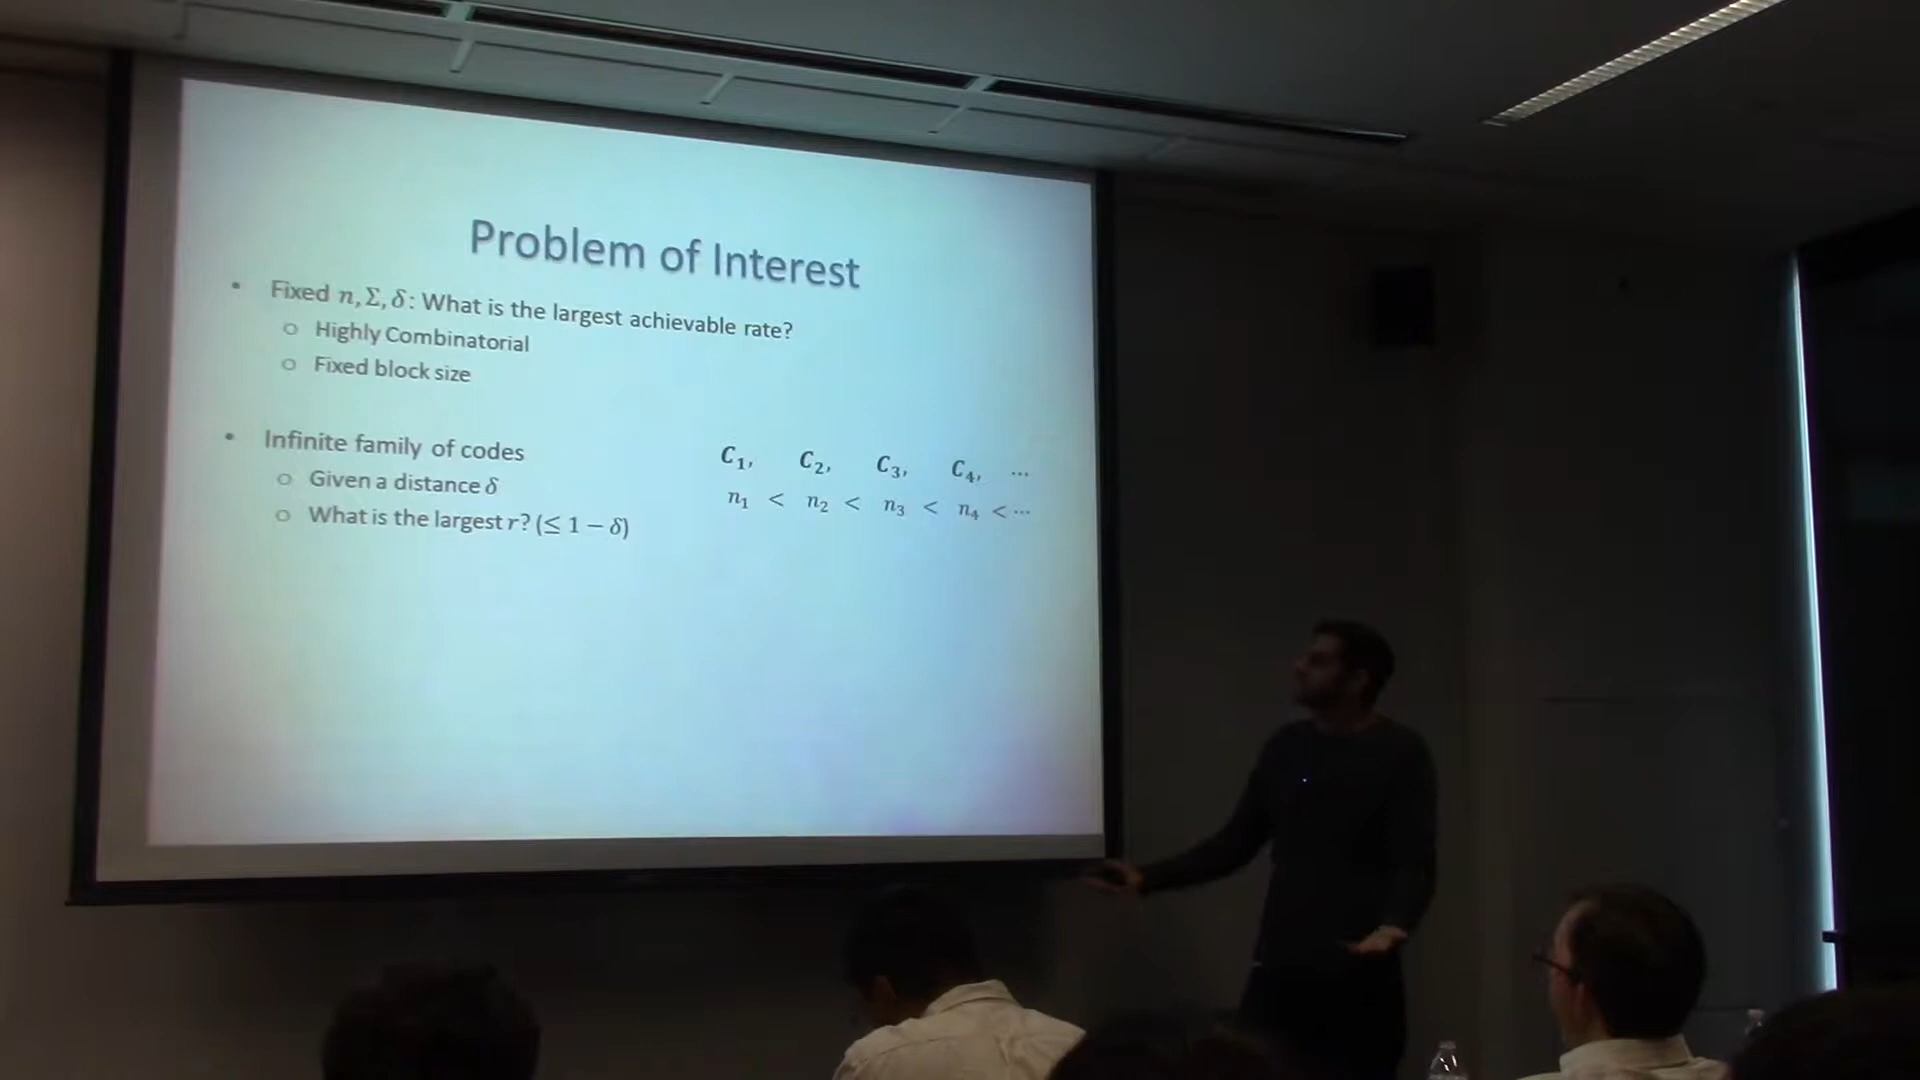 Problem of Interest
• Fixed n, Σ, δ: What is the largest achievable rate?
o Highly Combinatorial
o Fixed block size
• Infinite family of codes
o Given a distance δ
o What is the largest r? (≤ 1 − δ)
C₁, C₂, C₃, C₄, ...
n₁ < n₂ < n₃ < n₄ < ...